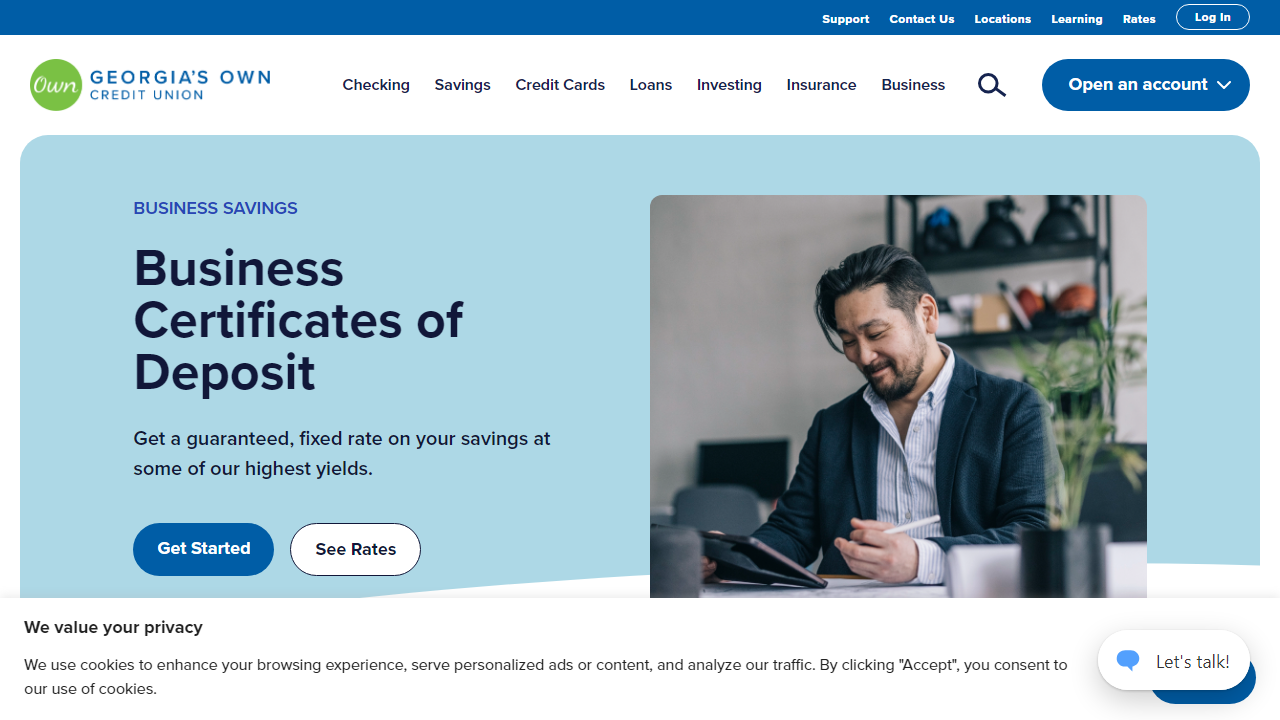 Support Contact Us Locations Learning Rates Log In
Own GEORGIA'S OWN
CREDIT UNION
Checking Savings Credit Cards Loans Investing Insurance Business Open an account
BUSINESS SAVINGS
Business
Certificates of
Deposit
Get a guaranteed, fixed rate on your savings at
some of our highest yields.
Get Started See Rates
We value your privacy
We use cookies to enhance your browsing experience, serve personalized ads or content, and analyze our traffic. By clicking "Accept", you consent to
our use of cookies.
Let's talk!